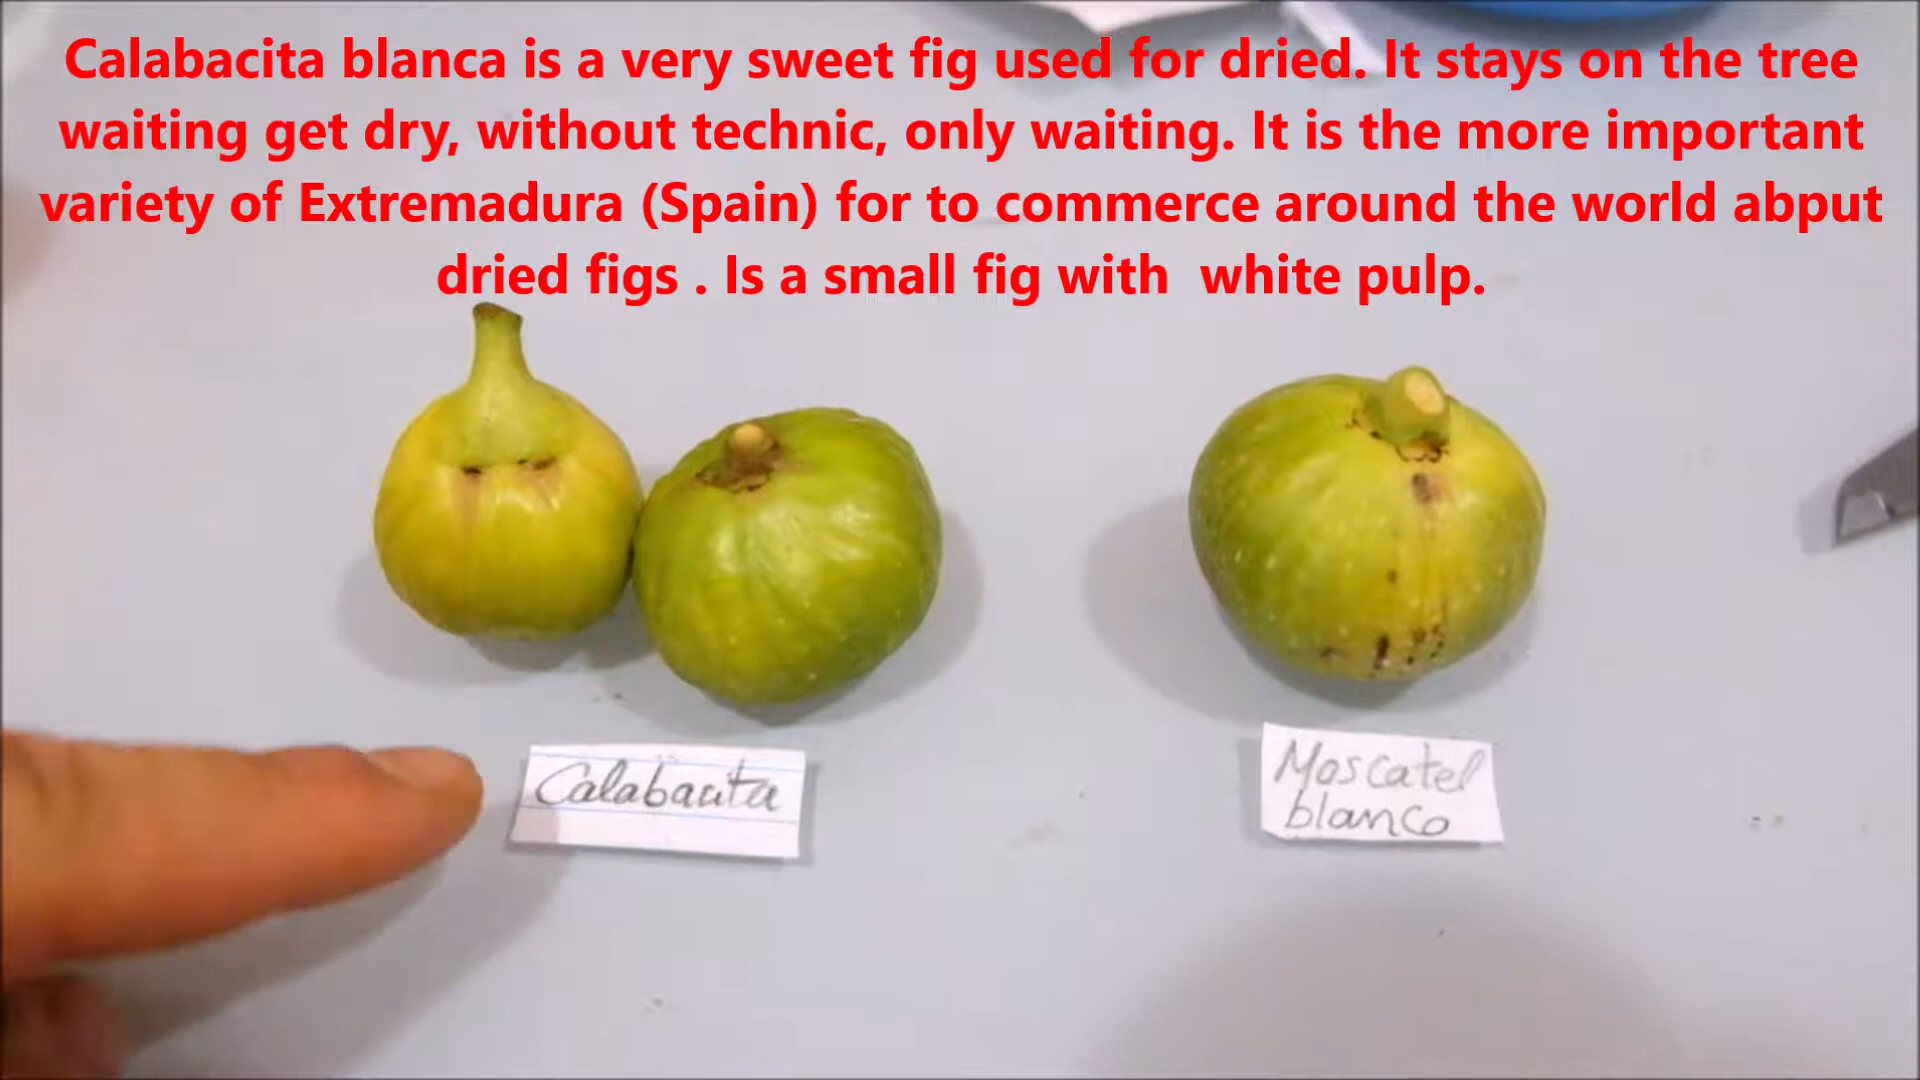 Calabacita blanca is a very sweet fig used for dried. It stays on the tree
waiting get dry, without technic, only waiting. It is the more important
variety of Extremadura (Spain) for to commerce around the world abput
dried figs . Is a small fig with  white pulp.
Calabacita
Moscatel
blanco